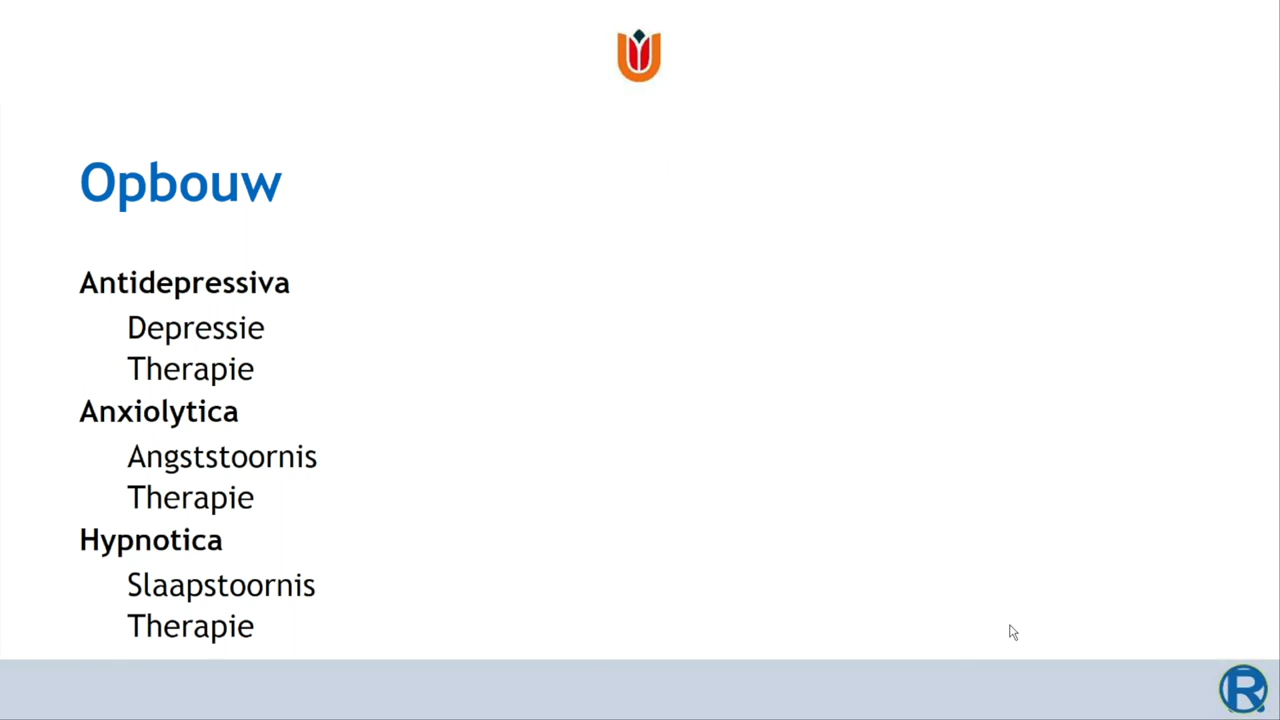 Opbouw
Antidepressiva
Depressie
Therapie
Anxiolytica
Angststoornis
Therapie
Hypnotica
Slaapstoornis
Therapie
R